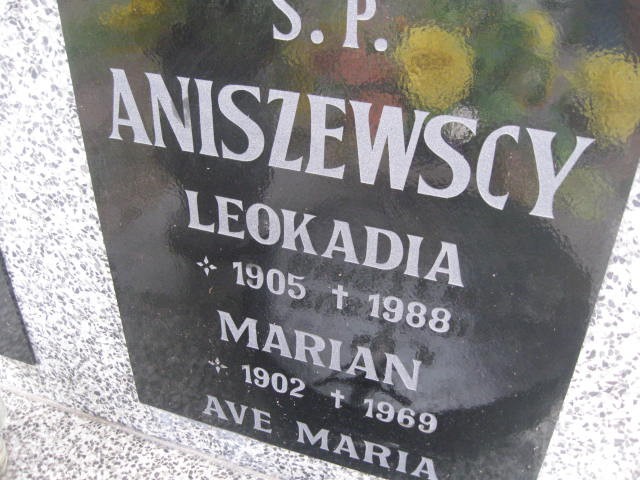 S. P.
ANISZEWSCY
LEOKADIA
1905 † 1988
MARIAN
1902 † 1969
AVE MARIA